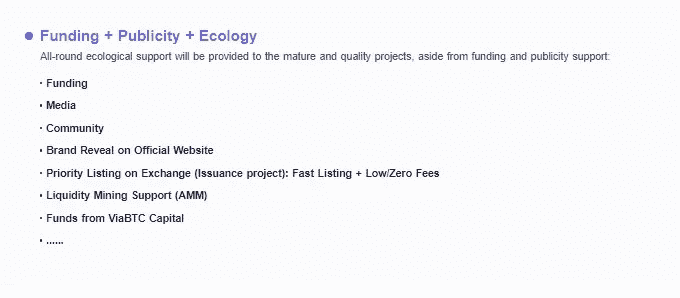 ● Funding + Publicity + Ecology
All-round ecological support will be provided to the mature and quality projects, aside from funding and publicity support:
· Funding
· Media
· Community
· Brand Reveal on Official Website
· Priority Listing on Exchange (Issuance project): Fast Listing + Low/Zero Fees
· Liquidity Mining Support (AMM)
· Funds from ViaBTC Capital
· ......